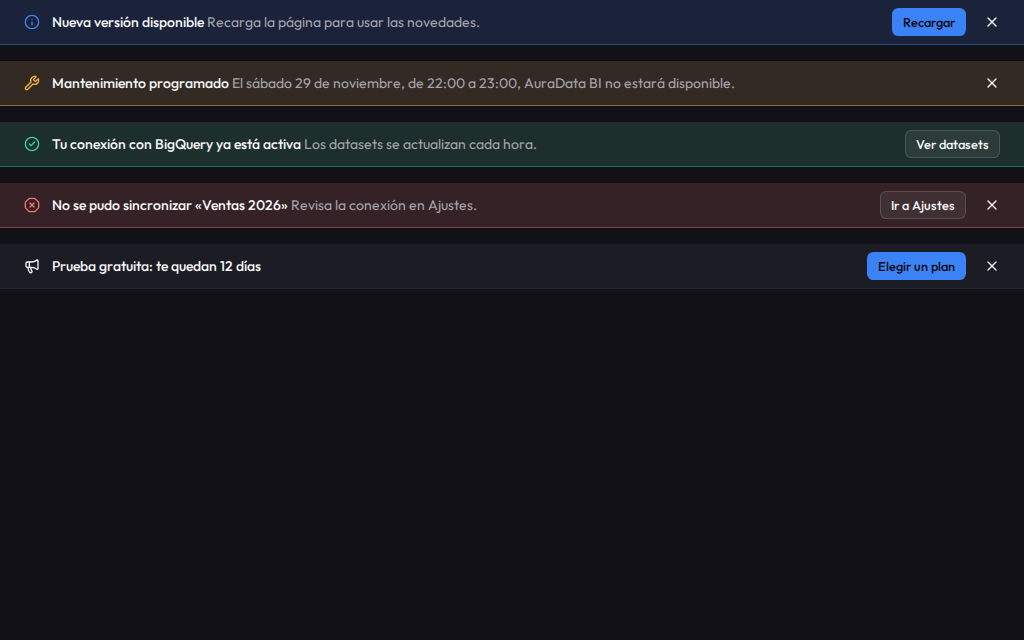 Nueva versión disponible Recarga la página para usar las novedades. Recargar
Mantenimiento programado El sábado 29 de noviembre, de 22:00 a 23:00, AuraData BI no estará disponible.
Tu conexión con BigQuery ya está activa Los datasets se actualizan cada hora. Ver datasets
No se pudo sincronizar «Ventas 2026» Revisa la conexión en Ajustes. Ir a Ajustes
Prueba gratuita: te quedan 12 días Elegir un plan